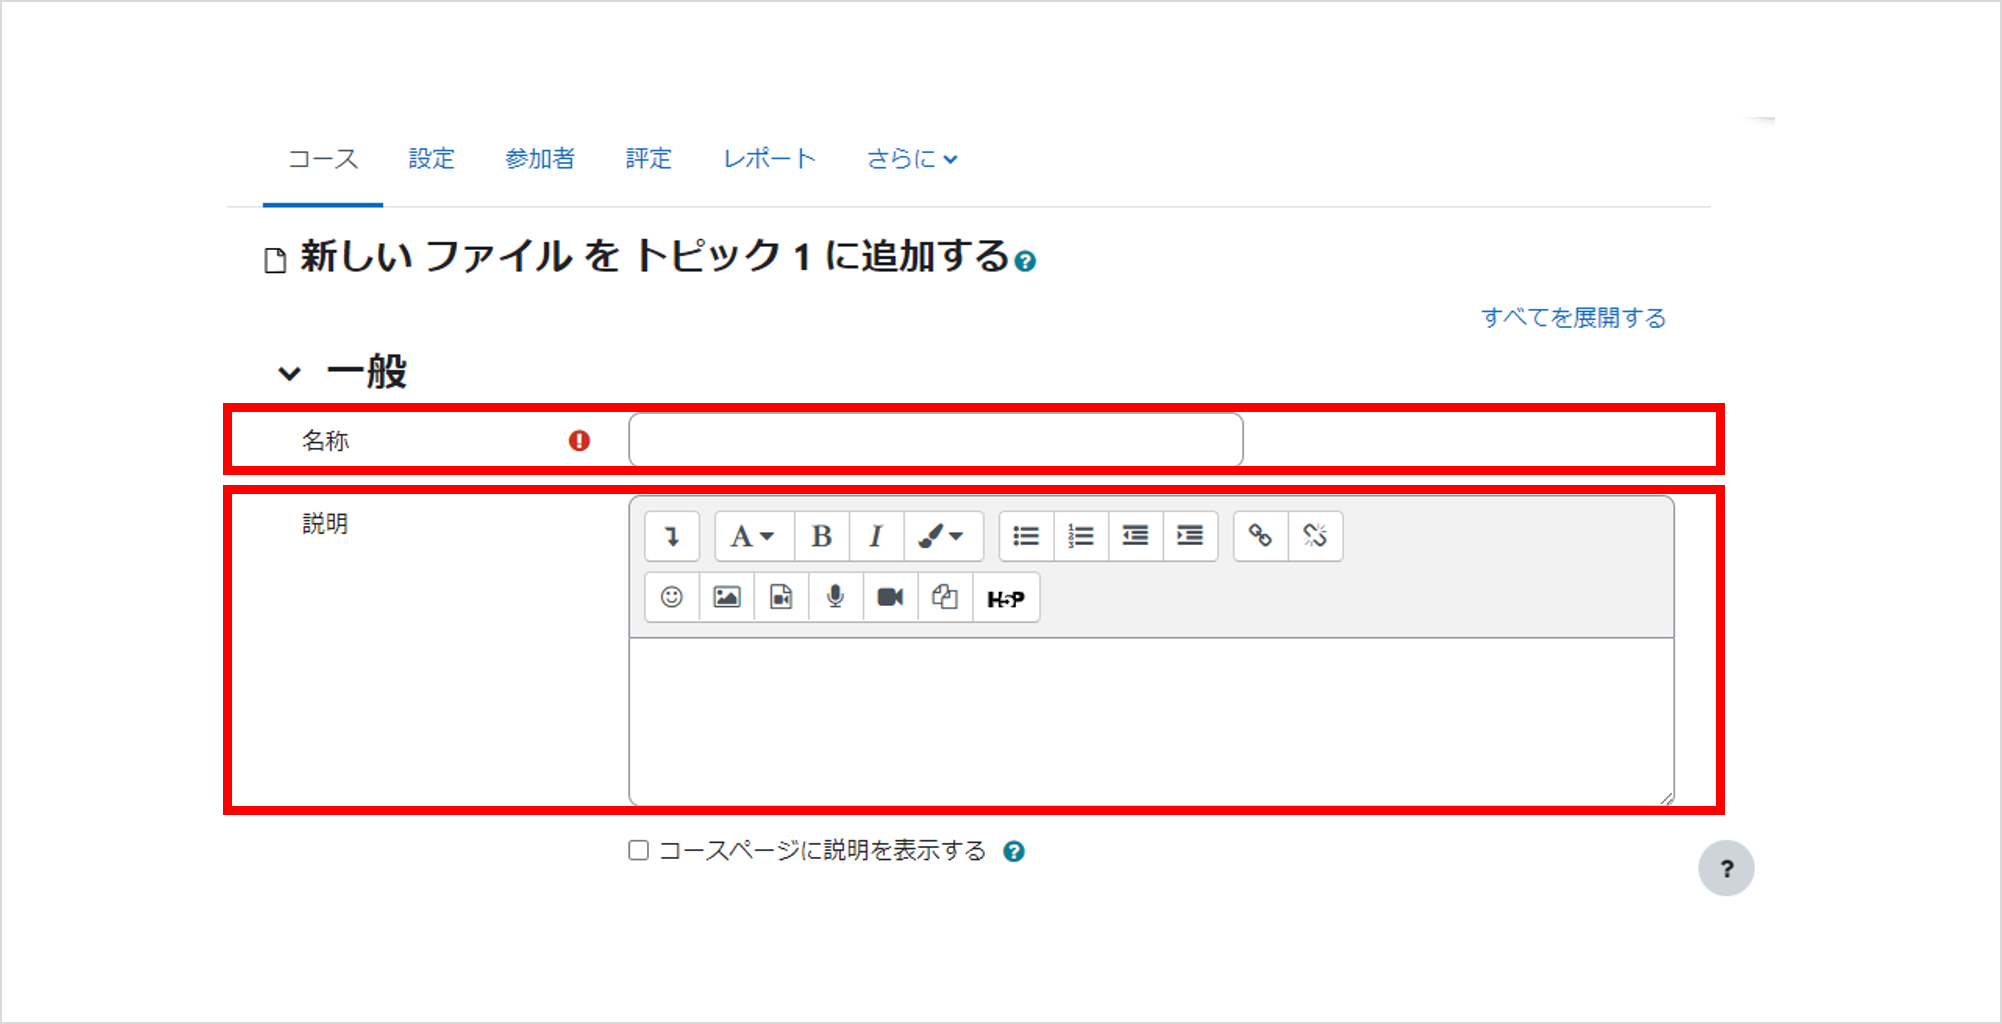 コース 設定 参加者 評定 レポート さらに
新しい ファイル を トピック 1 に追加する ?
すべてを展開する
一般
名称
説明
A B I
H5P
コースページに説明を表示する ?
?